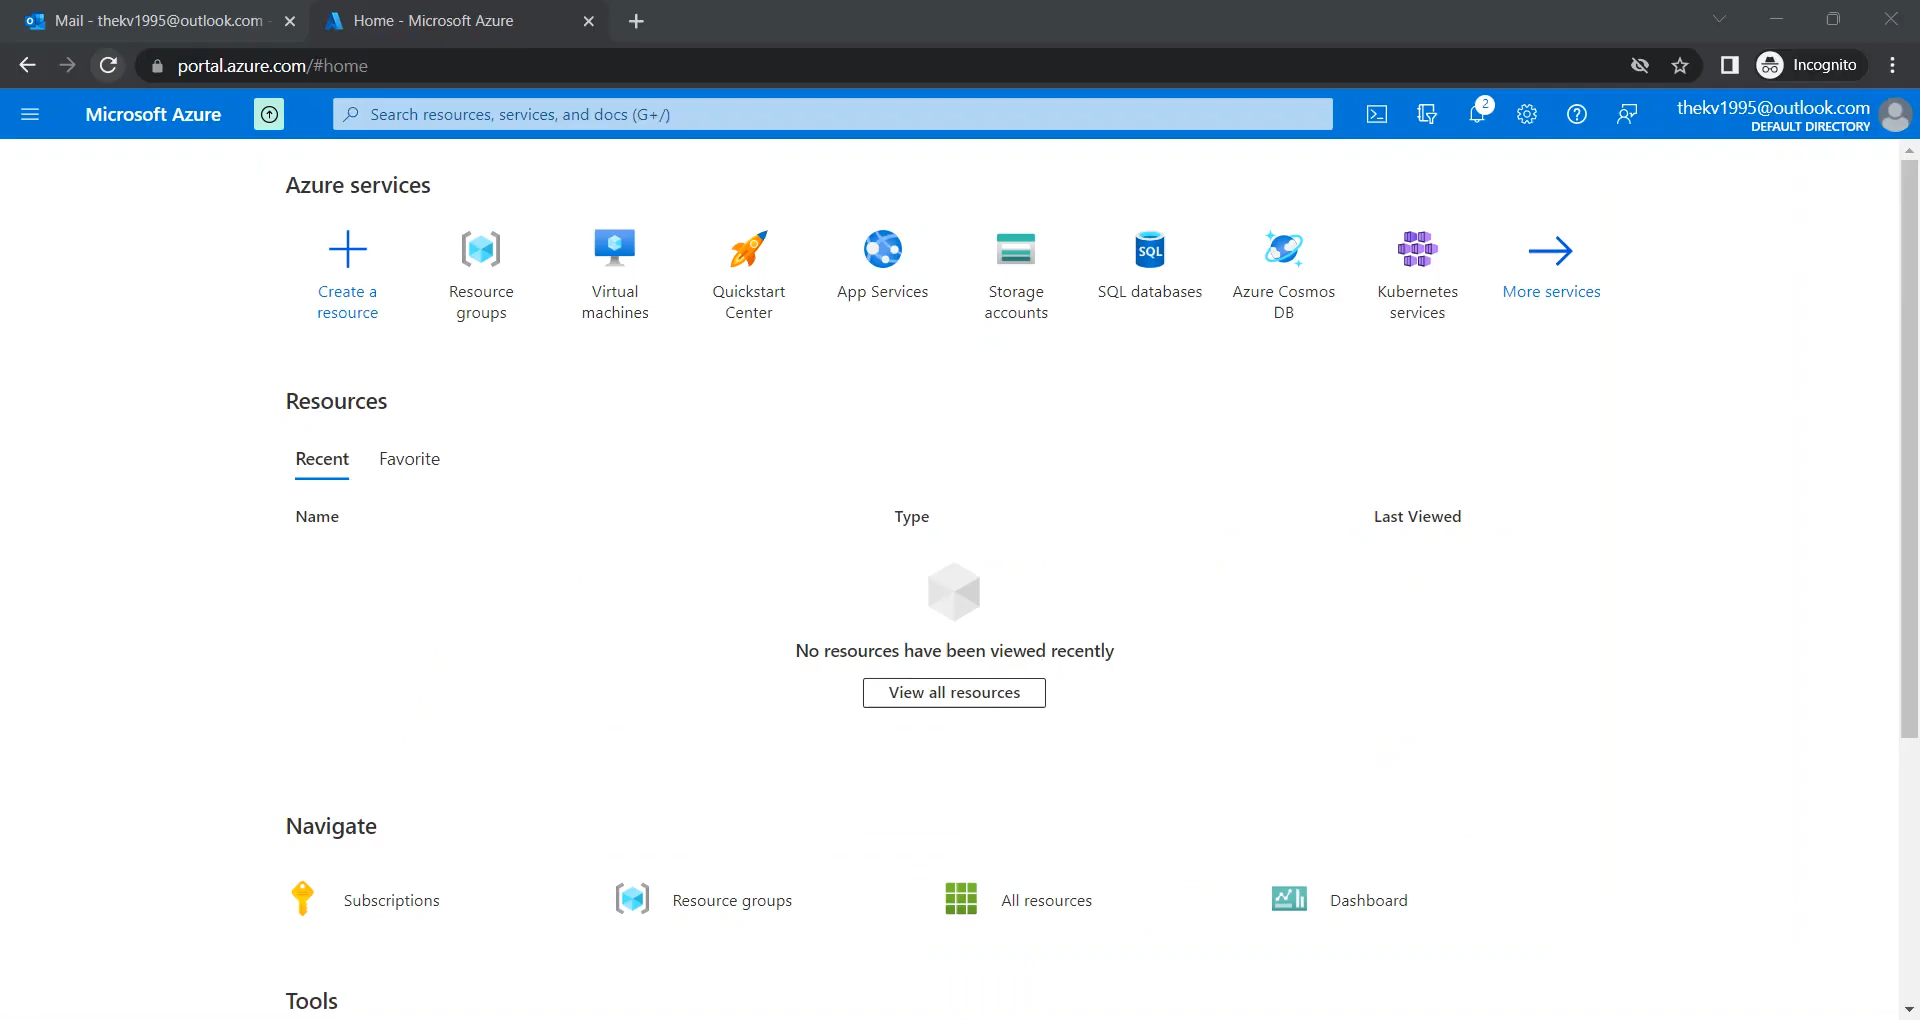 Mail - thekv1995@outlook.com - Home - Microsoft Azure
portal.azure.com/#home Incognito
Microsoft Azure Search resources, services, and docs (G+/) 2 thekv1995@outlook.com
DEFAULT DIRECTORY
Azure services
Create a resource
Resource groups
Virtual machines
Quickstart Center
App Services
Storage accounts
SQL
SQL databases
Azure Cosmos DB
Kubernetes services
More services
Resources
Recent Favorite
Name Type Last Viewed
No resources have been viewed recently
View all resources
Navigate
Subscriptions Resource groups All resources Dashboard
Tools